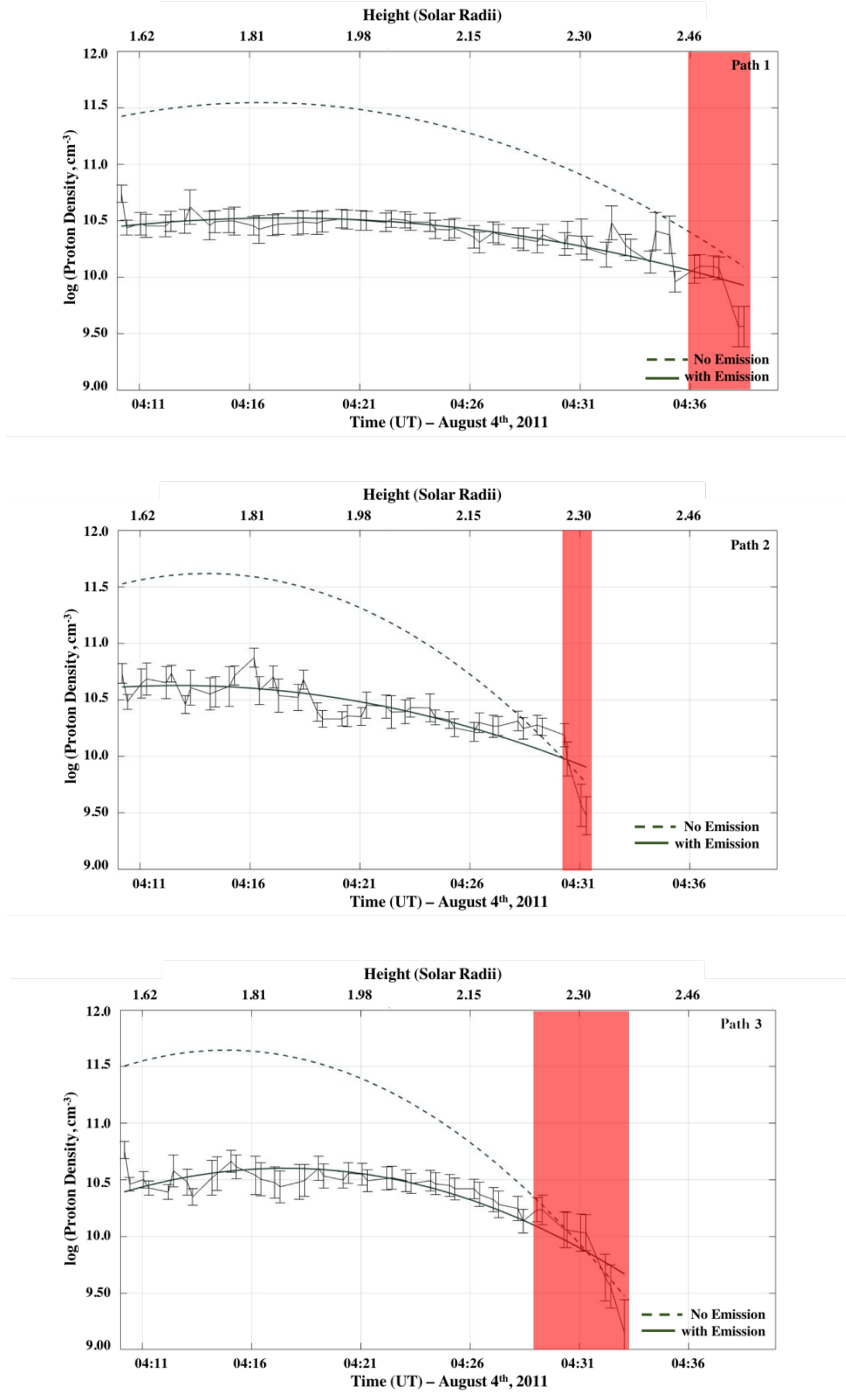 Height (Solar Radii)
1.62 1.81 1.98 2.15 2.30 2.46
12.0
Path 1
11.5
11.0
10.5
10.0
9.50
9.00
log (Proton Density, cm-3)
No Emission
with Emission
04:11 04:16 04:21 04:26 04:31 04:36
Time (UT) – August 4th, 2011
Height (Solar Radii)
1.62 1.81 1.98 2.15 2.30 2.46
12.0
Path 2
11.5
11.0
10.5
10.0
9.50
9.00
log (Proton Density, cm-3)
No Emission
with Emission
04:11 04:16 04:21 04:26 04:31 04:36
Time (UT) – August 4th, 2011
Height (Solar Radii)
1.62 1.81 1.98 2.15 2.30 2.46
12.0
Path 3
11.5
11.0
10.5
10.0
9.50
9.00
log (Proton Density, cm-3)
No Emission
with Emission
04:11 04:16 04:21 04:26 04:31 04:36
Time (UT) – August 4th, 2011